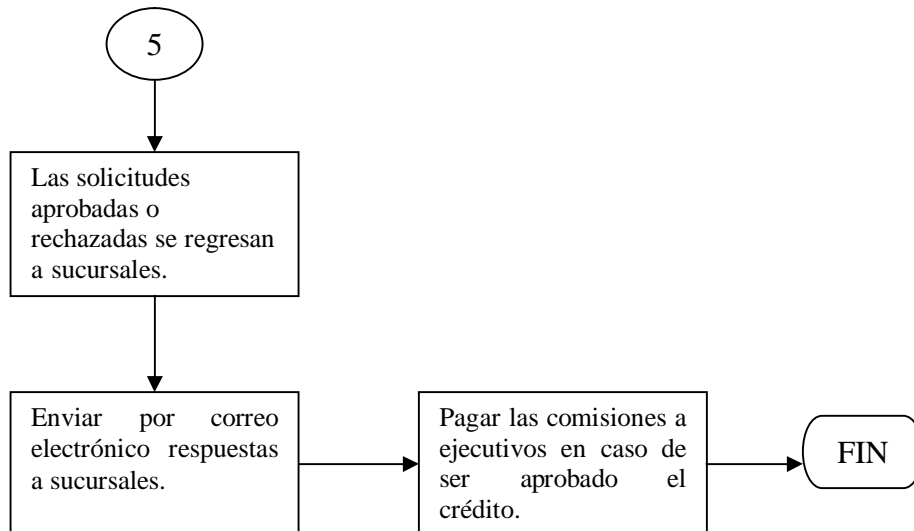 5
Las solicitudes
aprobadas o
rechazadas se regresan
a sucursales.
Enviar por correo
electrónico respuestas
a sucursales.
Pagar las comisiones a
ejecutivos en caso de
ser aprobado el
crédito.
FIN